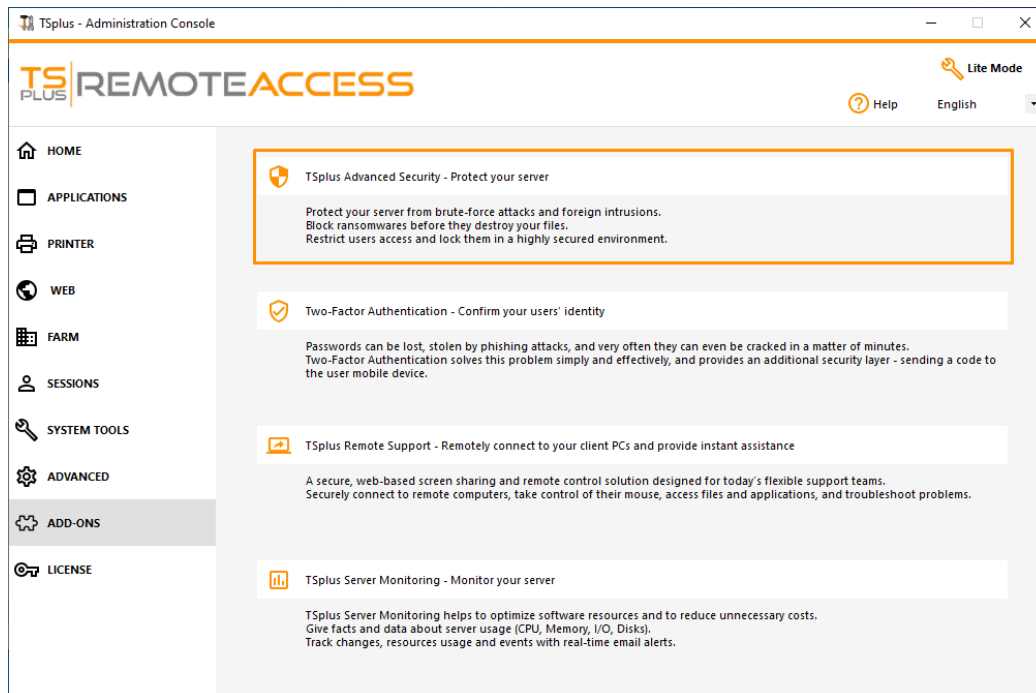 TSplus - Administration Console
TS PLUS REMOTEACCESS
Lite Mode
Help English
HOME
APPLICATIONS
PRINTER
WEB
FARM
SESSIONS
SYSTEM TOOLS
ADVANCED
ADD-ONS
LICENSE
TSplus Advanced Security - Protect your server
Protect your server from brute-force attacks and foreign intrusions.
Block ransomwares before they destroy your files.
Restrict users access and lock them in a highly secured environment.
Two-Factor Authentication - Confirm your users' identity
Passwords can be lost, stolen by phishing attacks, and very often they can even be cracked in a matter of minutes.
Two-Factor Authentication solves this problem simply and effectively, and provides an additional security layer - sending a code to
the user mobile device.
TSplus Remote Support - Remotely connect to your client PCs and provide instant assistance
A secure, web-based screen sharing and remote control solution designed for today's flexible support teams.
Securely connect to remote computers, take control of their mouse, access files and applications, and troubleshoot problems.
TSplus Server Monitoring - Monitor your server
TSplus Server Monitoring helps to optimize software resources and to reduce unnecessary costs.
Give facts and data about server usage (CPU, Memory, I/O, Disks).
Track changes, resources usage and events with real-time email alerts.